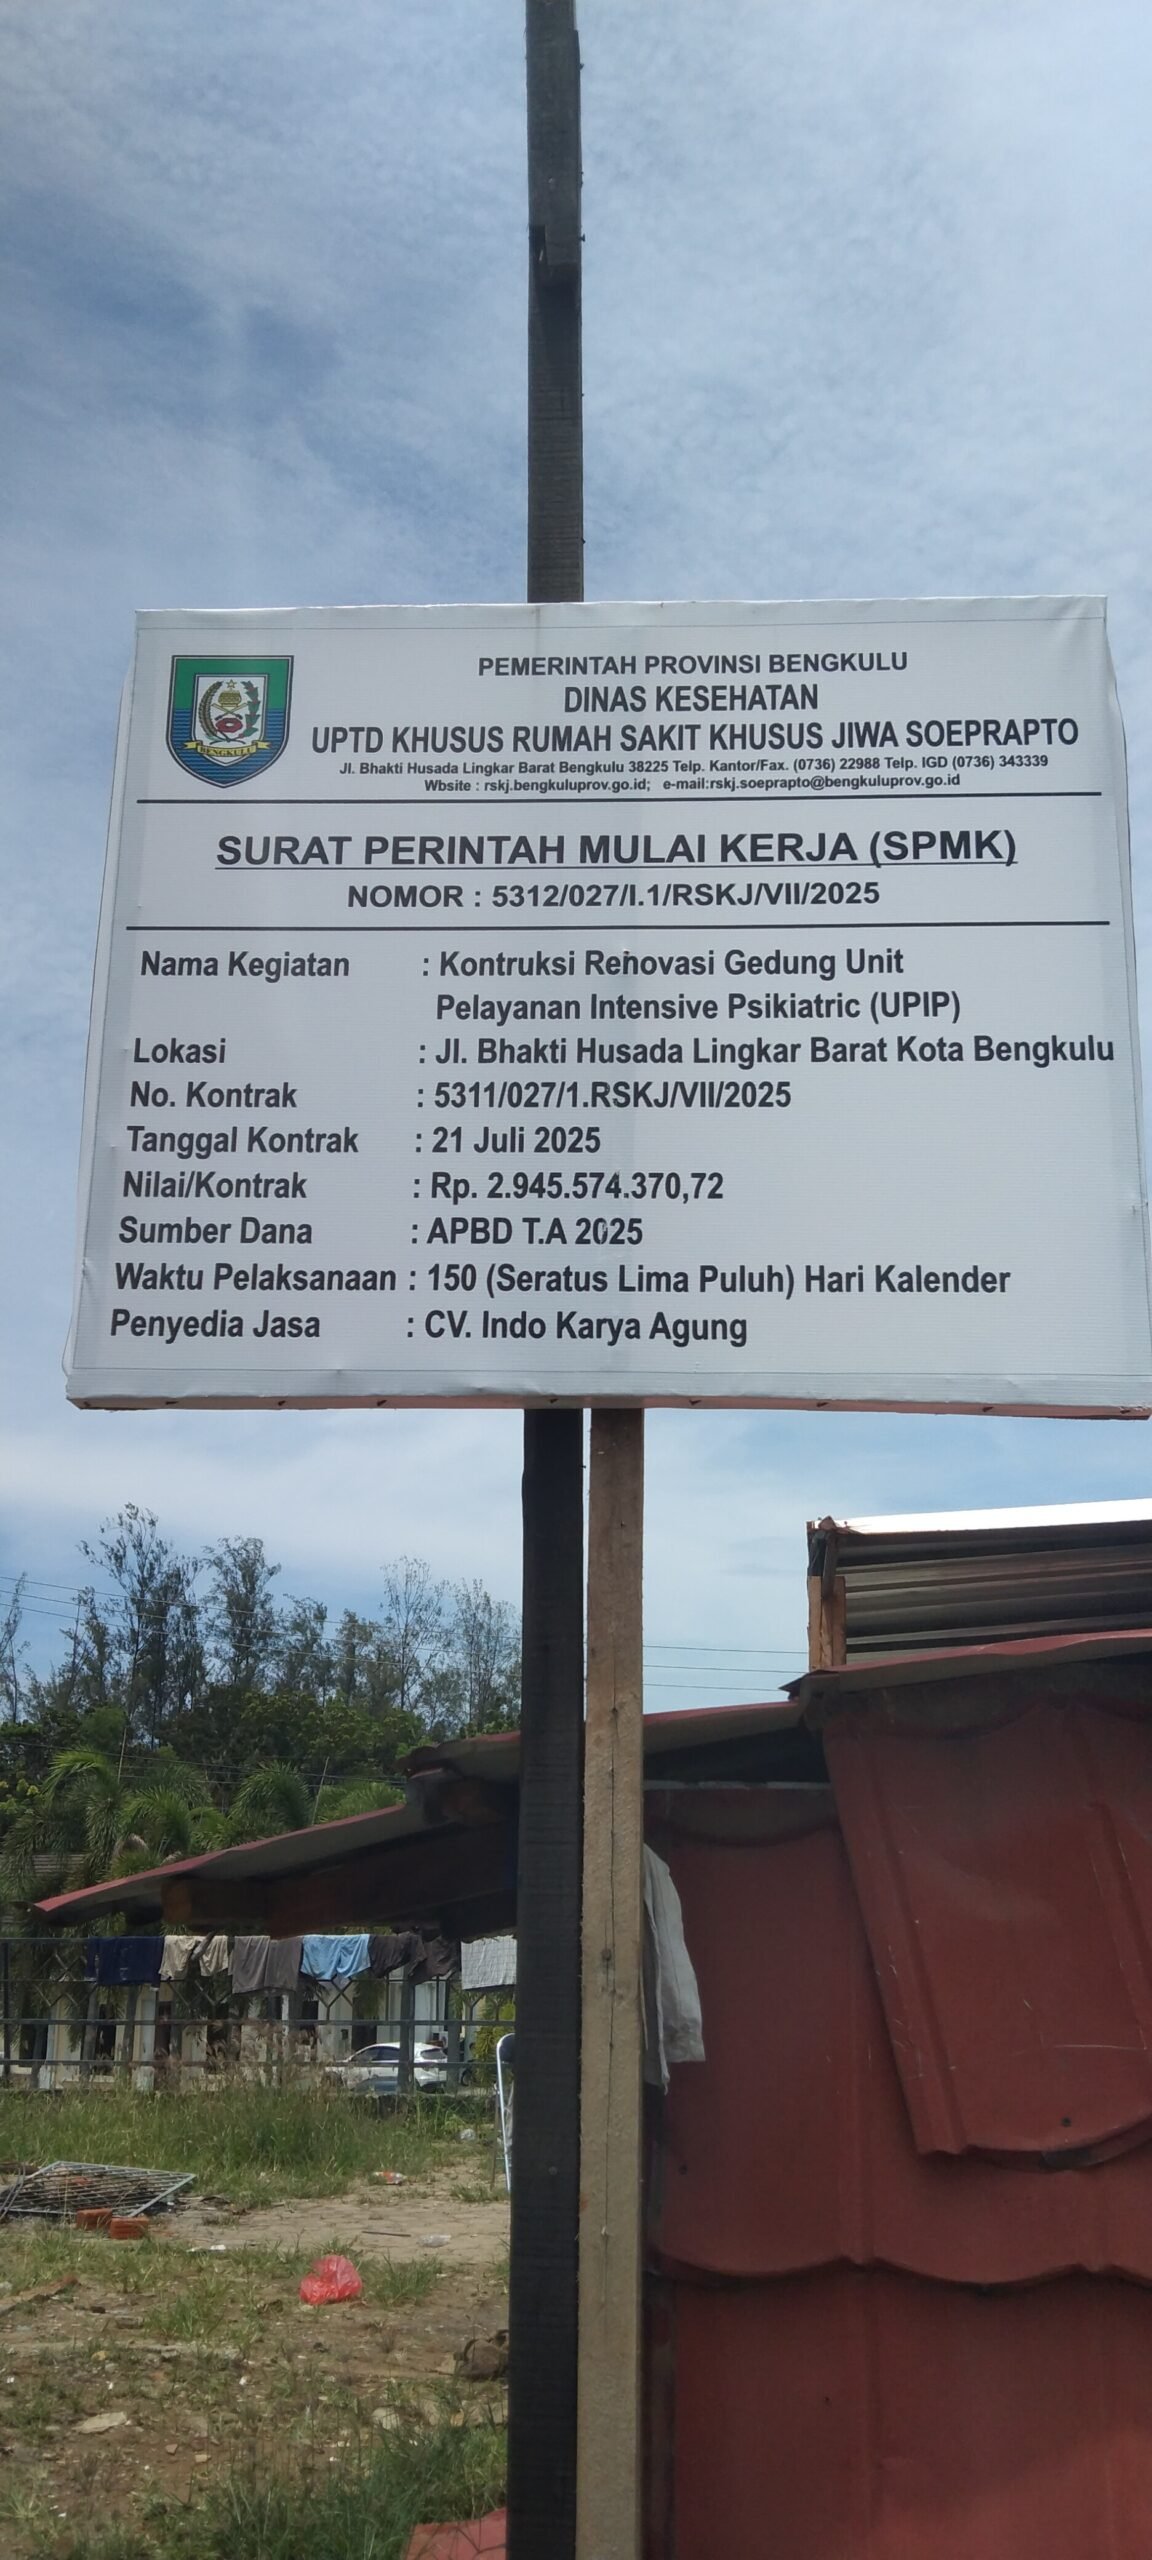 BENGKULU
PEMERINTAH PROVINSI BENGKULU
DINAS KESEHATAN
UPTD KHUSUS RUMAH SAKIT KHUSUS JIWA SOEPRAPTO
Jl. Bhakti Husada Lingkar Barat Bengkulu 38225 Telp. Kantor/Fax. (0736) 22988 Telp. IGD (0736) 343339
Wbsite : rskj.bengkuluprov.go.id; e-mail:rskj.soeprapto@bengkuluprov.go.id
SURAT PERINTAH MULAI KERJA (SPMK)
NOMOR : 5312/027/I.1/RSKJ/VII/2025
Nama Kegiatan : Kontruksi Renovasi Gedung Unit
Pelayanan Intensive Psikiatric (UPIP)
Lokasi : Jl. Bhakti Husada Lingkar Barat Kota Bengkulu
No. Kontrak : 5311/027/1.RSKJ/VII/2025
Tanggal Kontrak : 21 Juli 2025
Nilai/Kontrak : Rp. 2.945.574.370,72
Sumber Dana : APBD T.A 2025
Waktu Pelaksanaan : 150 (Seratus Lima Puluh) Hari Kalender
Penyedia Jasa : CV. Indo Karya Agung